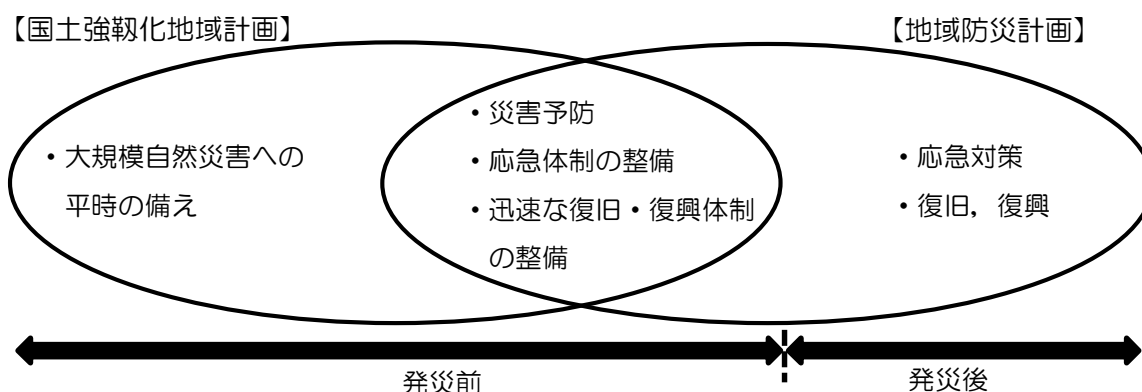 【国土強靱化地域計画】
【地域防災計画】
・大規模自然災害への
平時の備え
・災害予防
・応急体制の整備
・迅速な復旧・復興体制
の整備
・応急対策
・復旧，復興
発災前
発災後